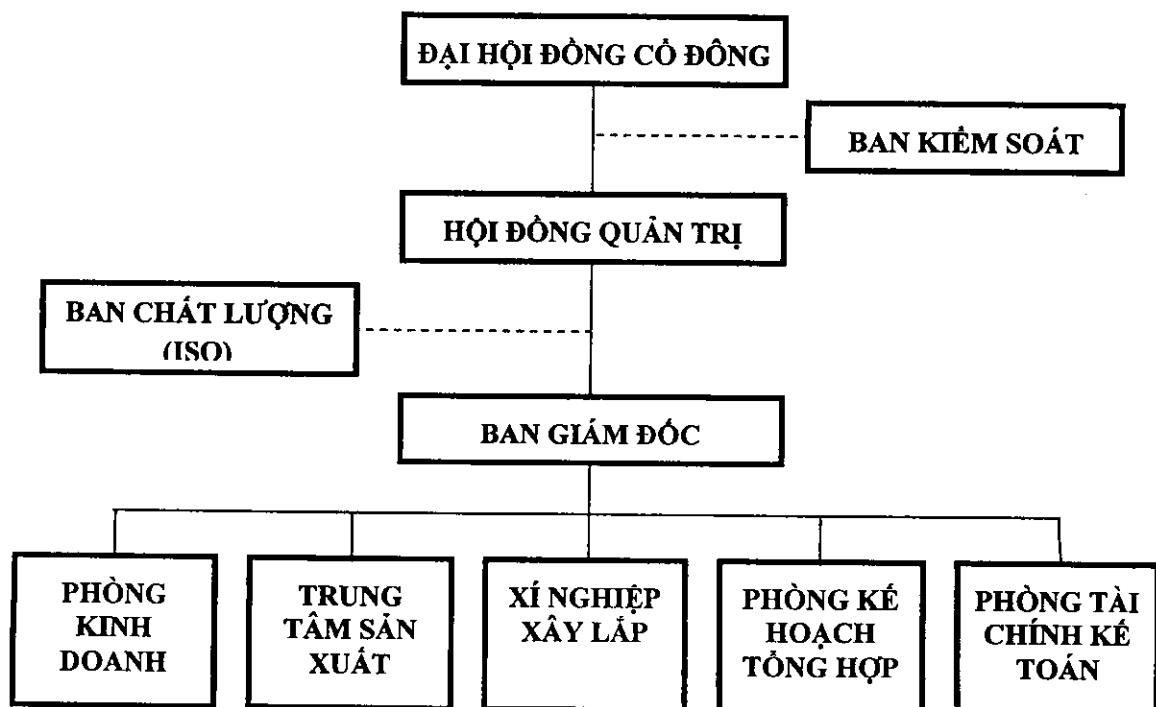 ĐẠI HỘI ĐỒNG CỔ ĐÔNG
BAN KIỂM SOÁT
HỘI ĐỒNG QUẢN TRỊ
BAN CHẤT LƯỢNG
(ISO)
BAN GIÁM ĐỐC
PHÒNG
KINH
DOANH
TRUNG
TÂM SẢN
XUẤT
XÍ NGHIỆP
XÂY LẮP
PHÒNG KẾ
HOẠCH
TỔNG HỢP
PHÒNG TÀI
CHÍNH KẾ
TOÁN